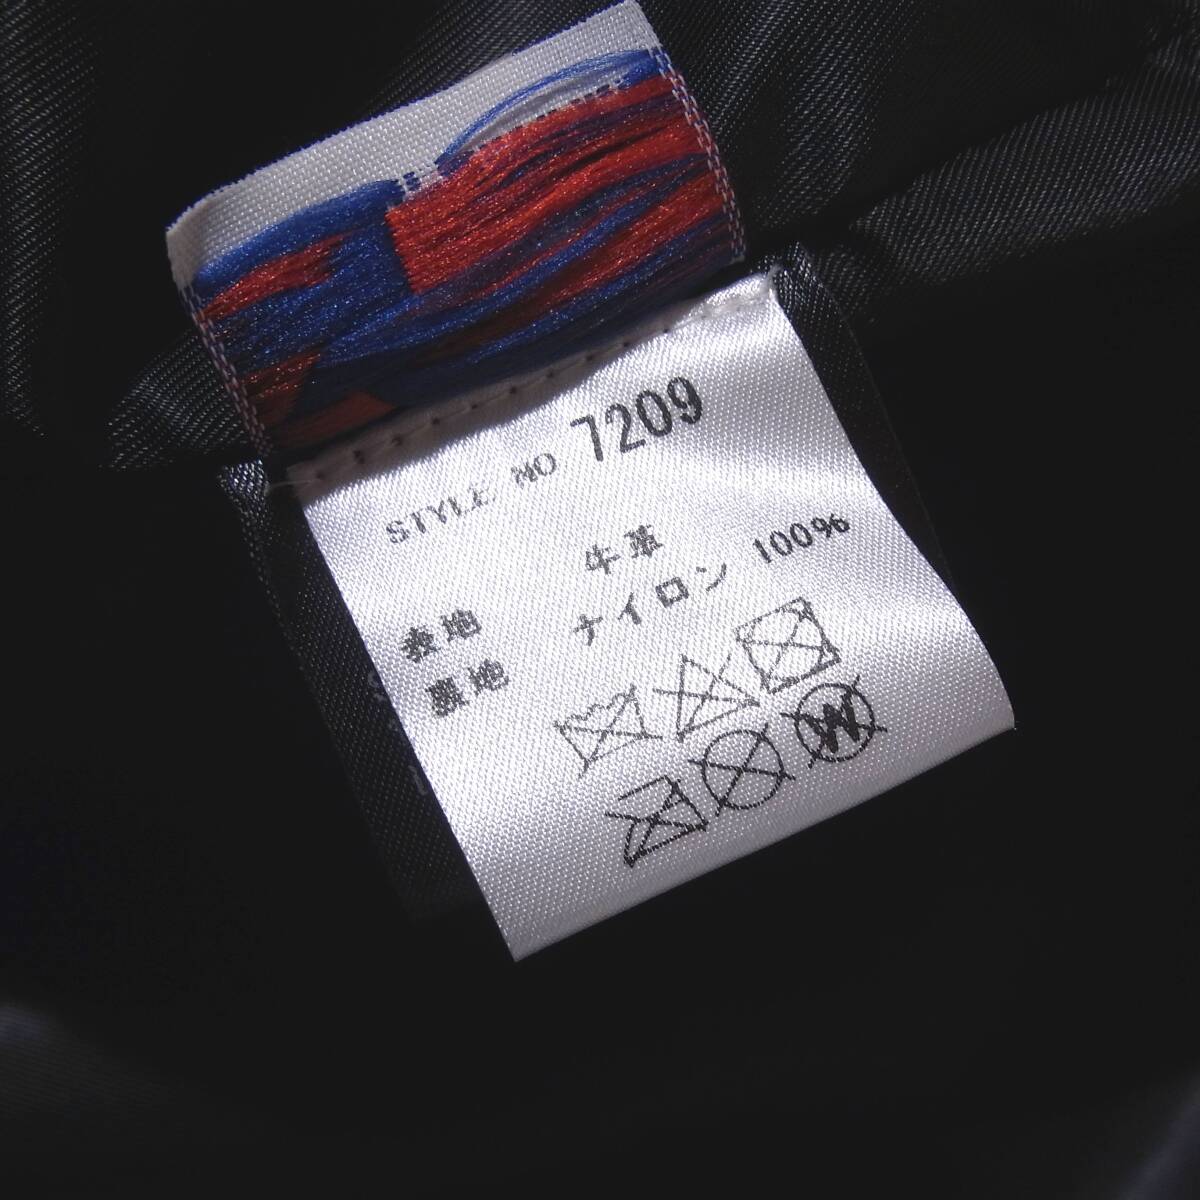 STYLE NO 7209
表地 牛革
裏地 ナイロン 100%
W